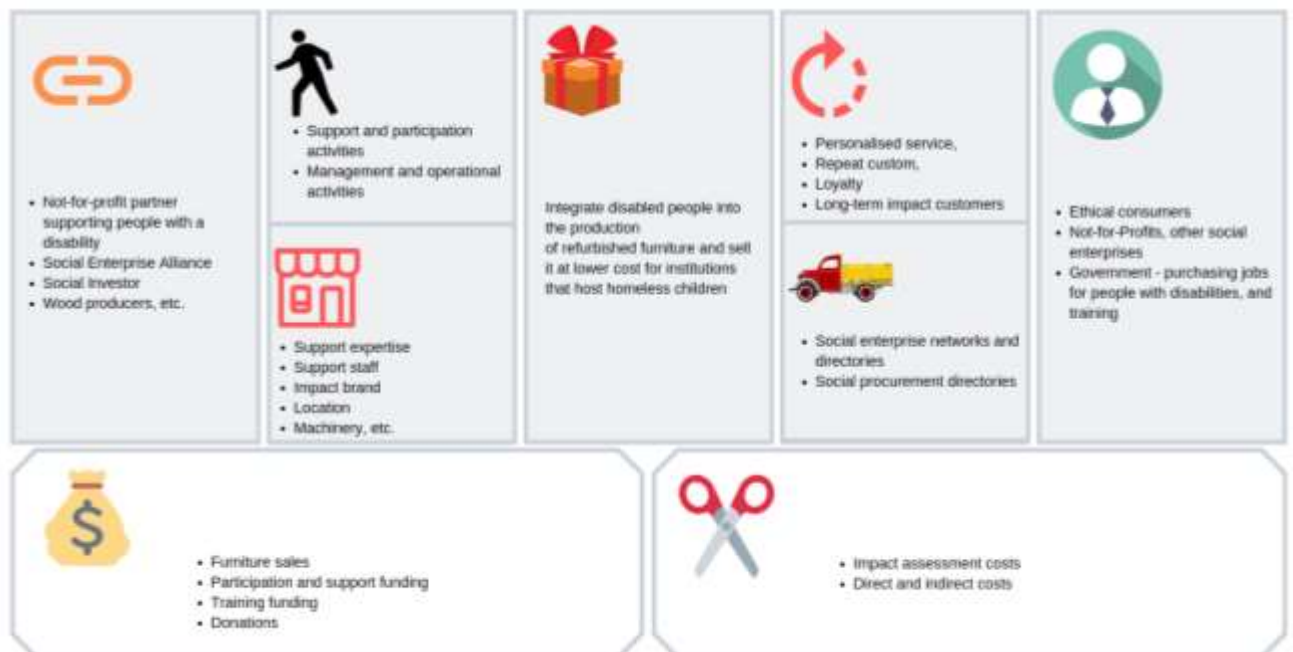 • Not-for-profit partner
supporting people with a
disability
• Social Enterprise Alliance
• Social Investor
• Wood producers, etc.
• Support and participation
activities
• Management and operational
activities
• Support expertise
• Support staff
• Impact brand
• Location
• Machinery, etc.
Integrate disabled people into
the production
of refurbished furniture and sell
it at lower cost for institutions
that host homeless children
• Personalised service,
• Repeat custom,
• Loyalty
• Long-term impact customers
• Social enterprise networks and
directories
• Social procurement directories
• Ethical consumers
• Not-for-Profits, other social
enterprises
• Government - purchasing jobs
for people with disabilities, and
training
$
• Furniture sales
• Participation and support funding
• Training funding
• Donations
• Impact assessment costs
• Direct and indirect costs